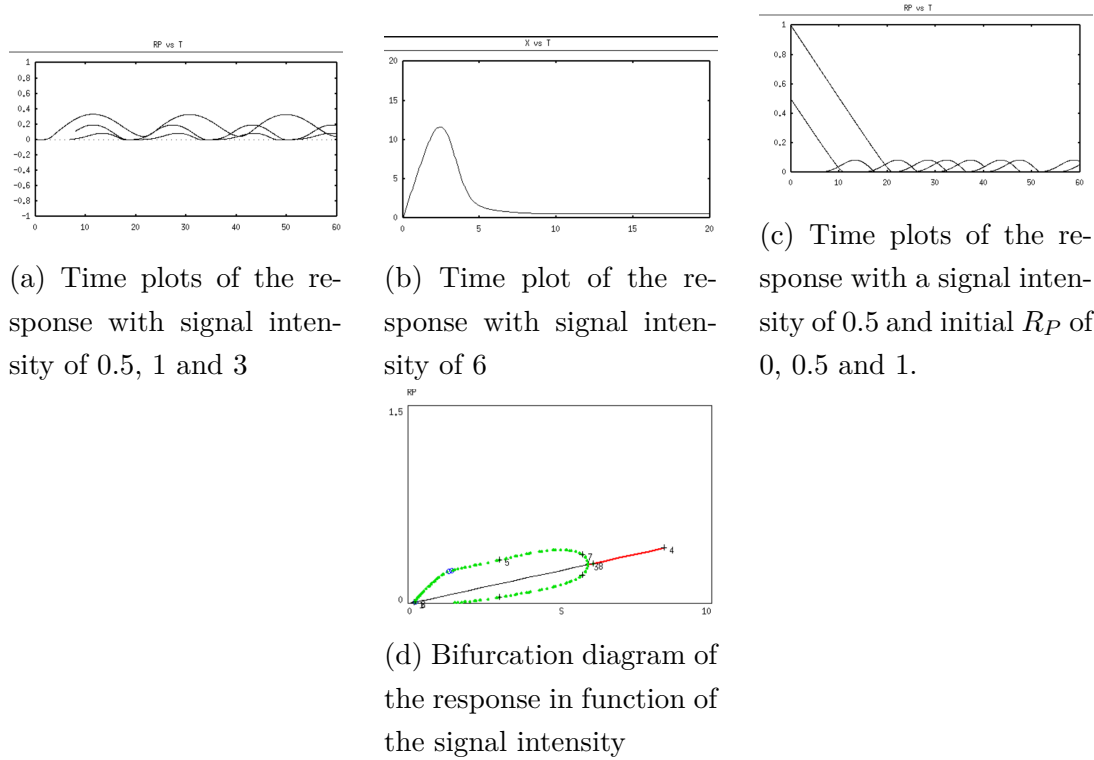 RP vs T
1
0.8
0.6
0.4
0.2
0
-0.2
-0.4
-0.6
-0.8
-1
0 10 20 30 40 50 60
(a) Time plots of the re-
sponse with signal inten-
sity of 0.5, 1 and 3
X vs T
20
15
10
5
0
0 5 10 15 20
(b) Time plot of the re-
sponse with signal inten-
sity of 6
RP vs T
1
0.8
0.6
0.4
0.2
0
0 10 20 30 40 50 60
(c) Time plots of the re-
sponse with a signal inten-
sity of 0.5 and initial R_P of
0, 0.5 and 1.
RP
1.5
0
5
7
4
0 S 10
(d) Bifurcation diagram of
the response in function of
the signal intensity